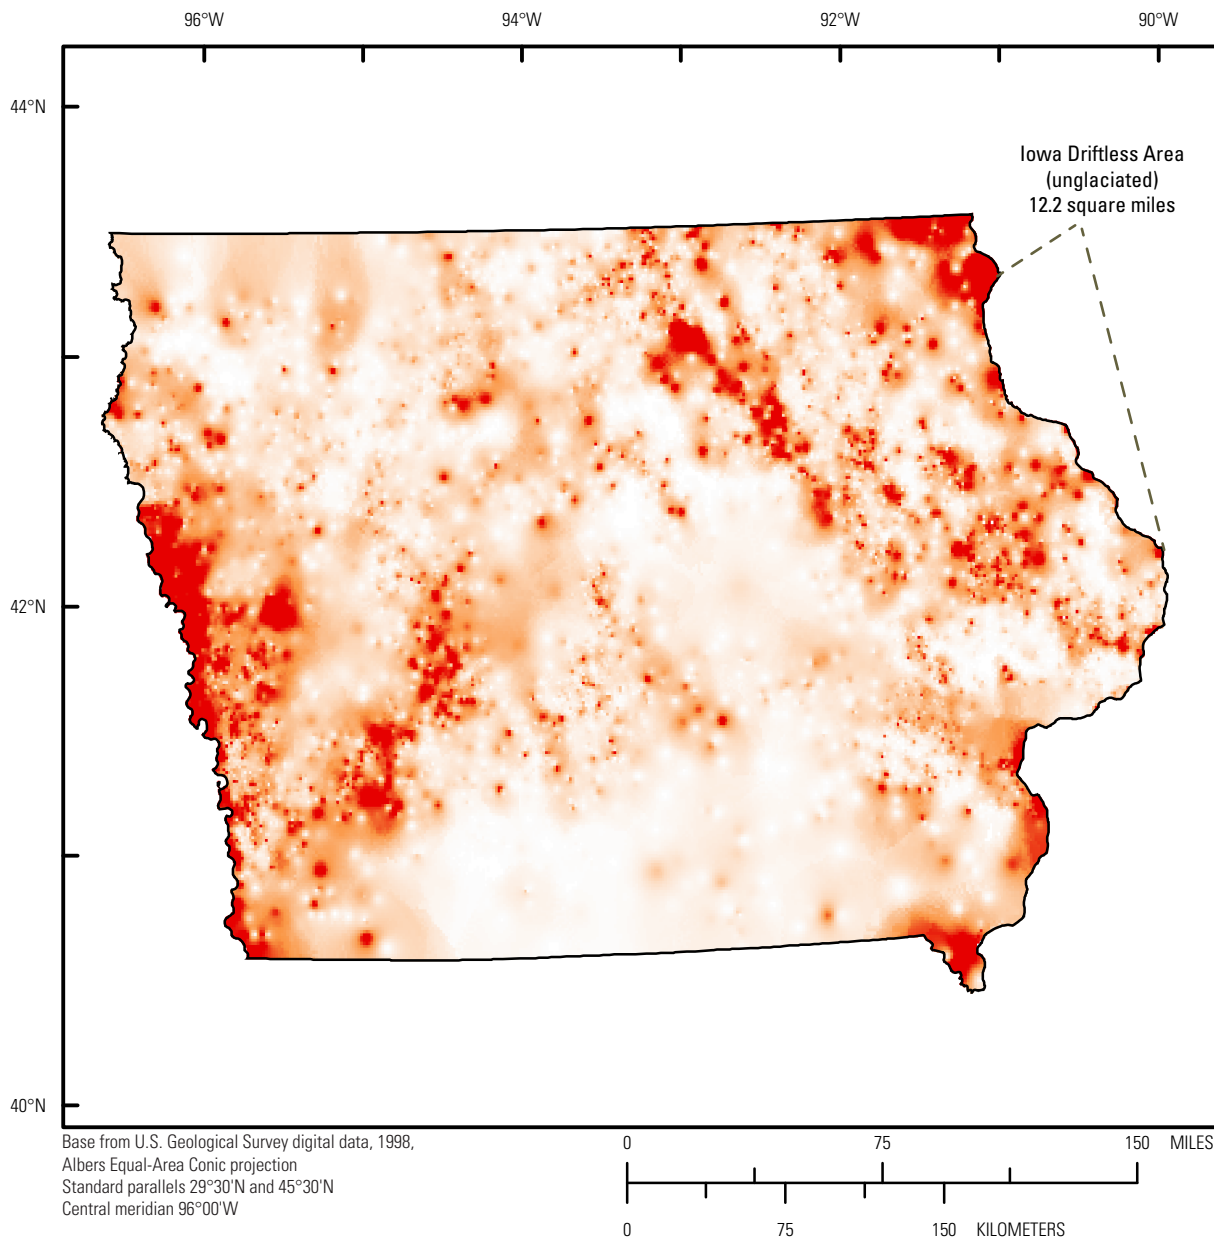 96°W 94°W 92°W 90°W
44°N
Iowa Driftless Area
(unglaciated)
12.2 square miles
42°N
40°N
Base from U.S. Geological Survey digital data, 1998,
Albers Equal-Area Conic projection
Standard parallels 29°30'N and 45°30'N
Central meridian 96°00'W
0 75 150 MILES
0 75 150 KILOMETERS